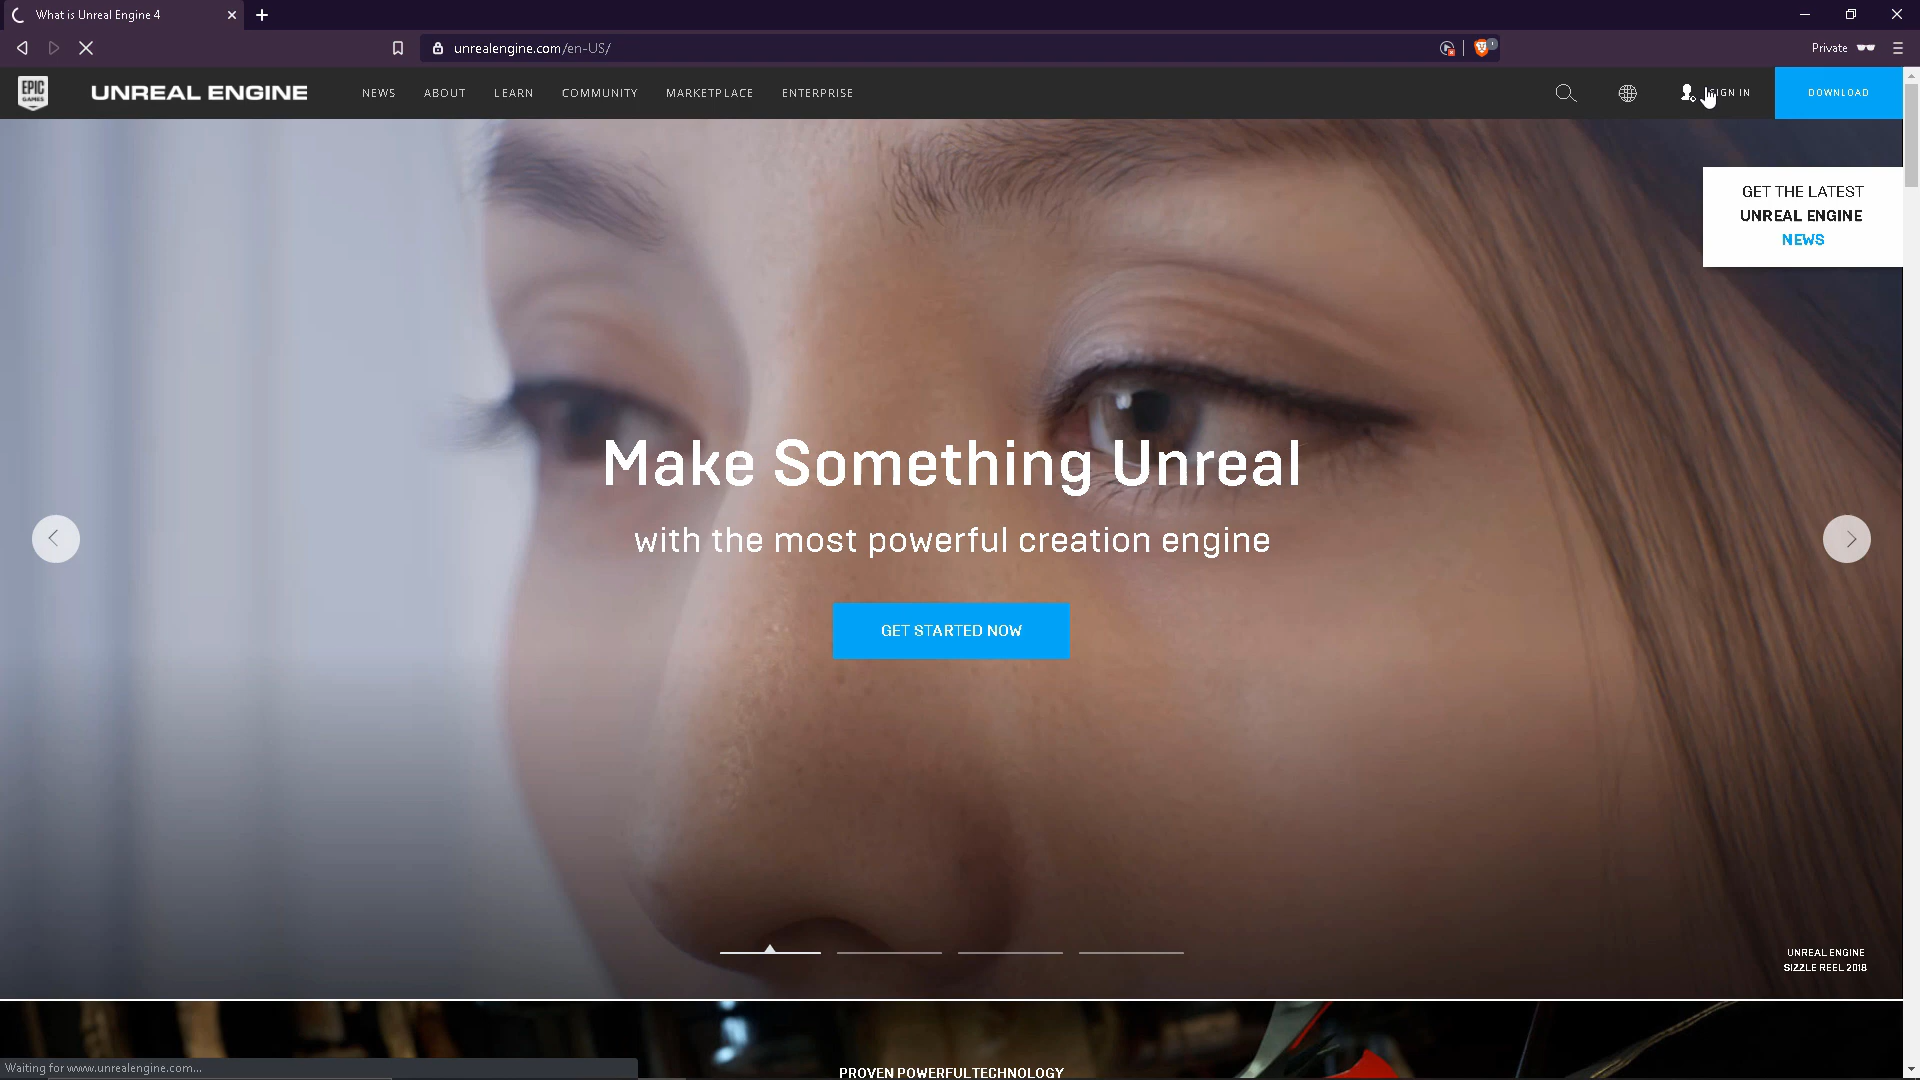 What is Unreal Engine 4
unrealengine.com/en-US/
Private
EPIC
GAMES
UNREAL ENGINE
NEWS
ABOUT
LEARN
COMMUNITY
MARKETPLACE
ENTERPRISE
SIGN IN
DOWNLOAD
GET THE LATEST
UNREAL ENGINE
NEWS
Make Something Unreal
with the most powerful creation engine
GET STARTED NOW
UNREAL ENGINE
SIZZLE REEL 2018
Waiting for www.unrealengine.com...
PROVEN POWERFUL TECHNOLOGY